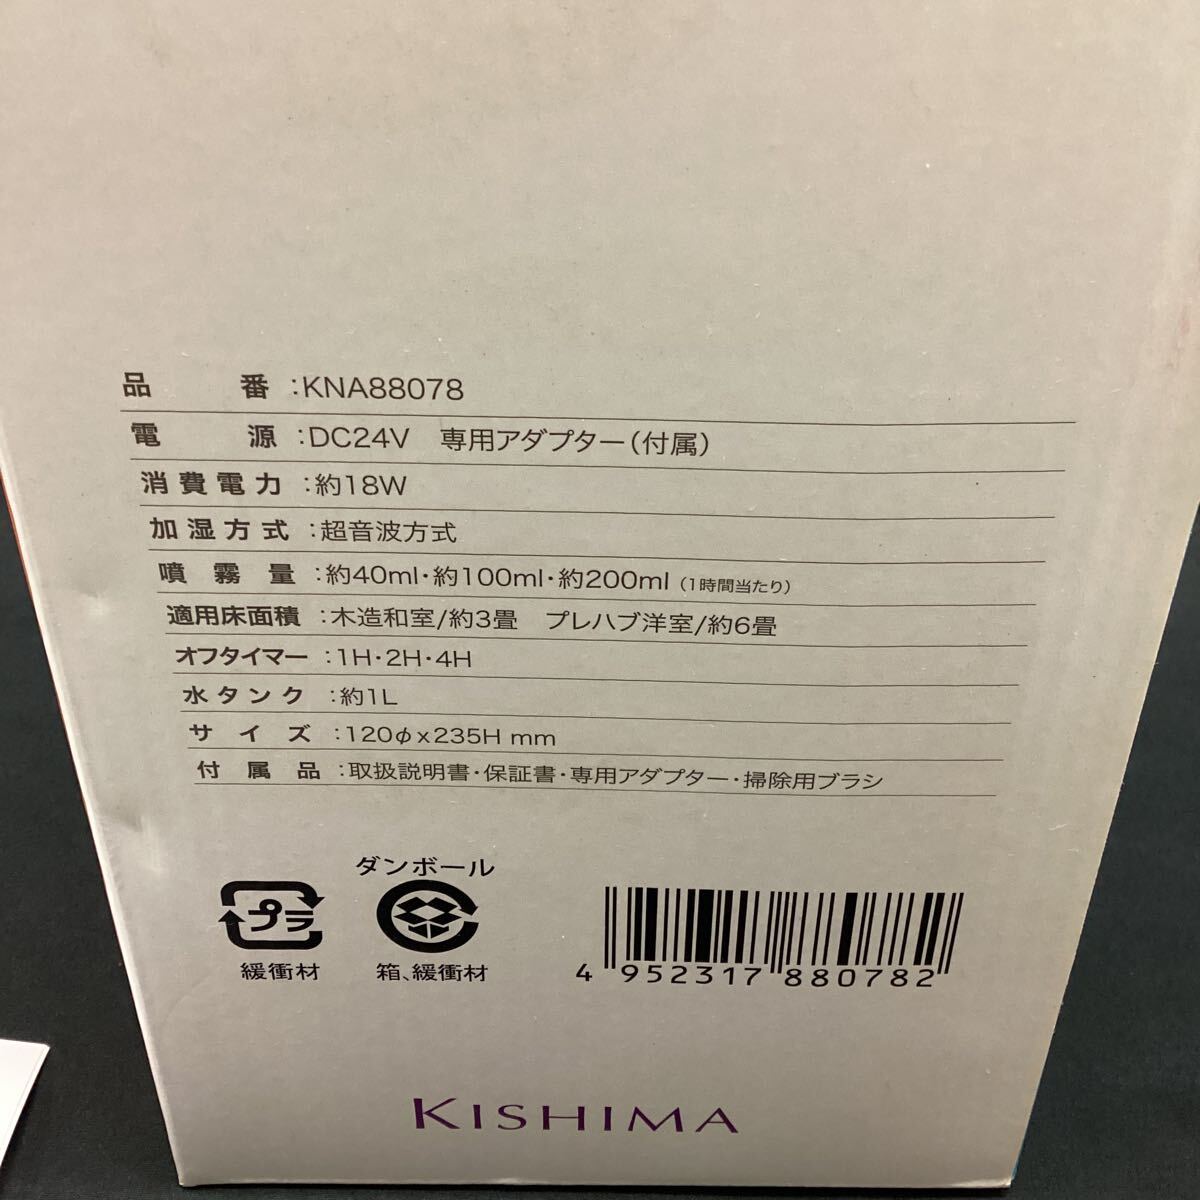 品番:KNA88078
電源:DC24V 専用アダプター(付属)
消費電力:約18W
加湿方式:超音波方式
噴霧量:約40ml・約100ml・約200ml(1時間当たり)
適用床面積:木造和室/約3畳 プレハブ洋室/約6畳
オフタイマー:1H・2H・4H
水タンク:約1L
サイズ:120φx235H mm
付属品:取扱説明書・保証書・専用アダプター・掃除用ブラシ
ダンボール
プラ
緩衝材
箱、緩衝材
4 952317 880782
KISHIMA